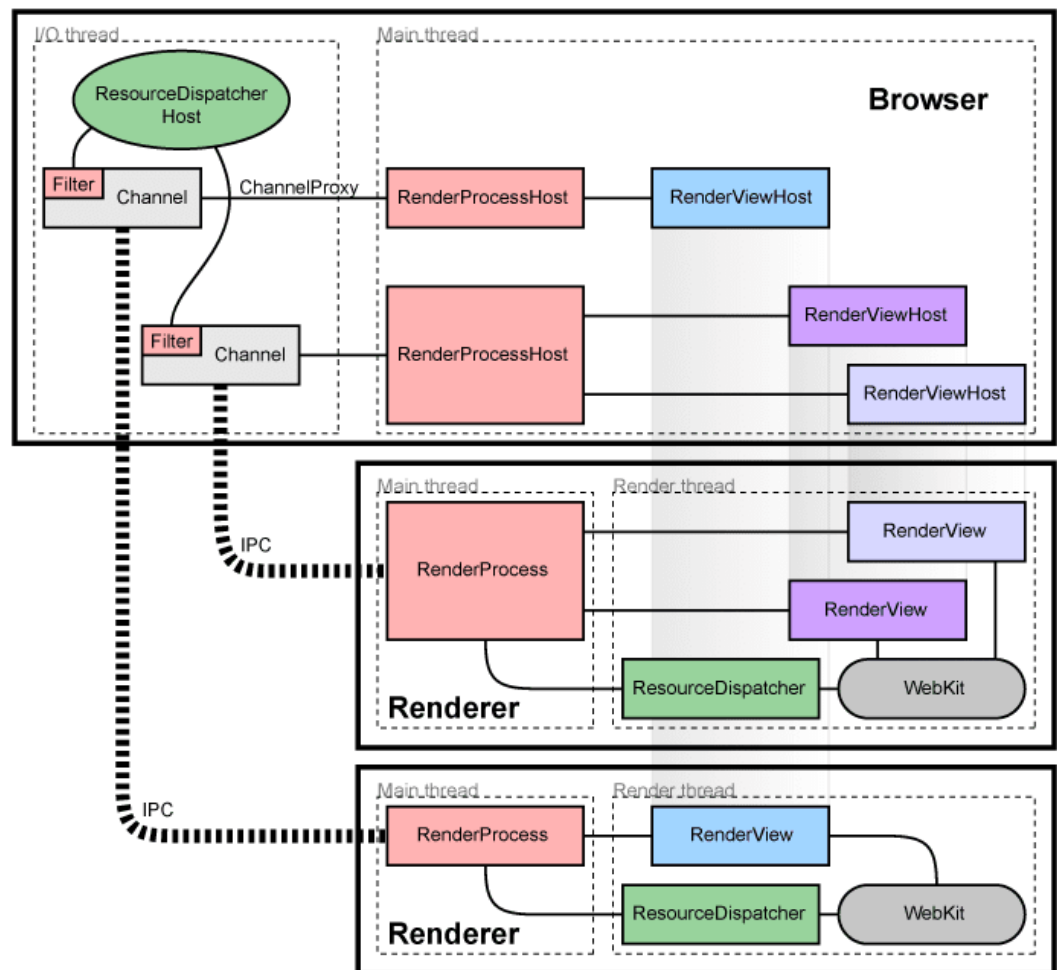 I/O thread
Main thread
ResourceDispatcher
Host
Browser
Filter
Channel
ChannelProxy
RenderProcessHost
RenderViewHost
RenderViewHost
Filter
Channel
RenderProcessHost
RenderViewHost
Main thread
Render thread
RenderView
IPC
RenderProcess
RenderView
ResourceDispatcher
WebKit
Renderer
Main thread
Render thread
IPC
RenderProcess
RenderView
ResourceDispatcher
WebKit
Renderer